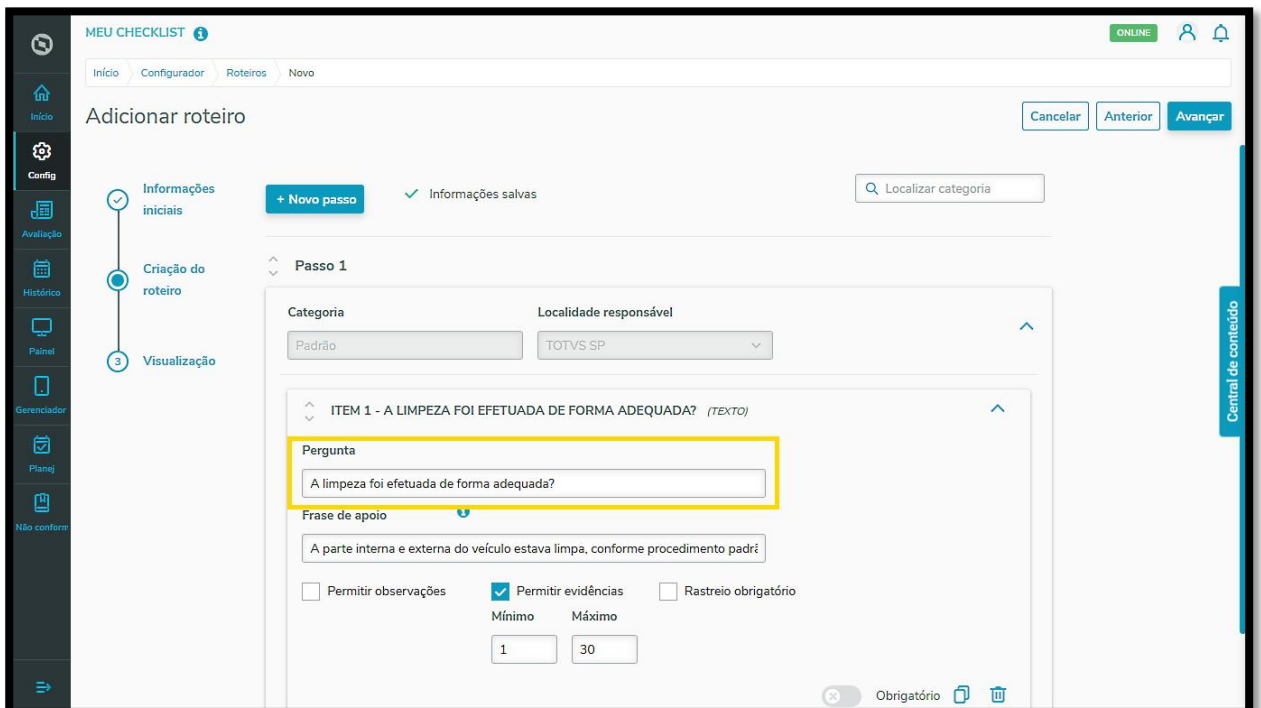 MEU CHECKLIST
ONLINE
Início
Configurador
Roteiros
Novo
Adicionar roteiro
Cancelar
Anterior
Avançar
Início
Config
Avaliação
Histórico
Painel
Gerenciador
Planej
Não conform
Informações
iniciais
Criação do
roteiro
3
Visualização
+ Novo passo
Informações salvas
Localizar categoria
Passo 1
Categoria
Localidade responsável
Padrão
TOTVS SP
ITEM 1 - A LIMPEZA FOI EFETUADA DE FORMA ADEQUADA? (TEXTO)
Pergunta
A limpeza foi efetuada de forma adequada?
Frase de apoio
A parte interna e externa do veículo estava limpa, conforme procedimento padrã
Permitir observações
Permitir evidências
Rastreio obrigatório
Mínimo
Máximo
1
30
Obrigatório
Central de conteúdo